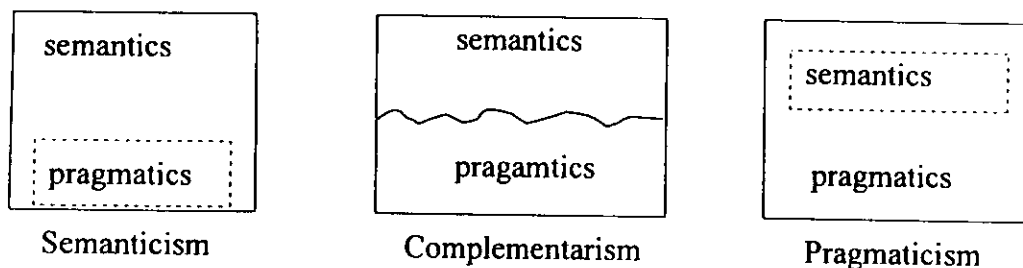 semantics
pragmatics
Semanticism
semantics
pragamtics
Complementarism
semantics
pragmatics
Pragmaticism